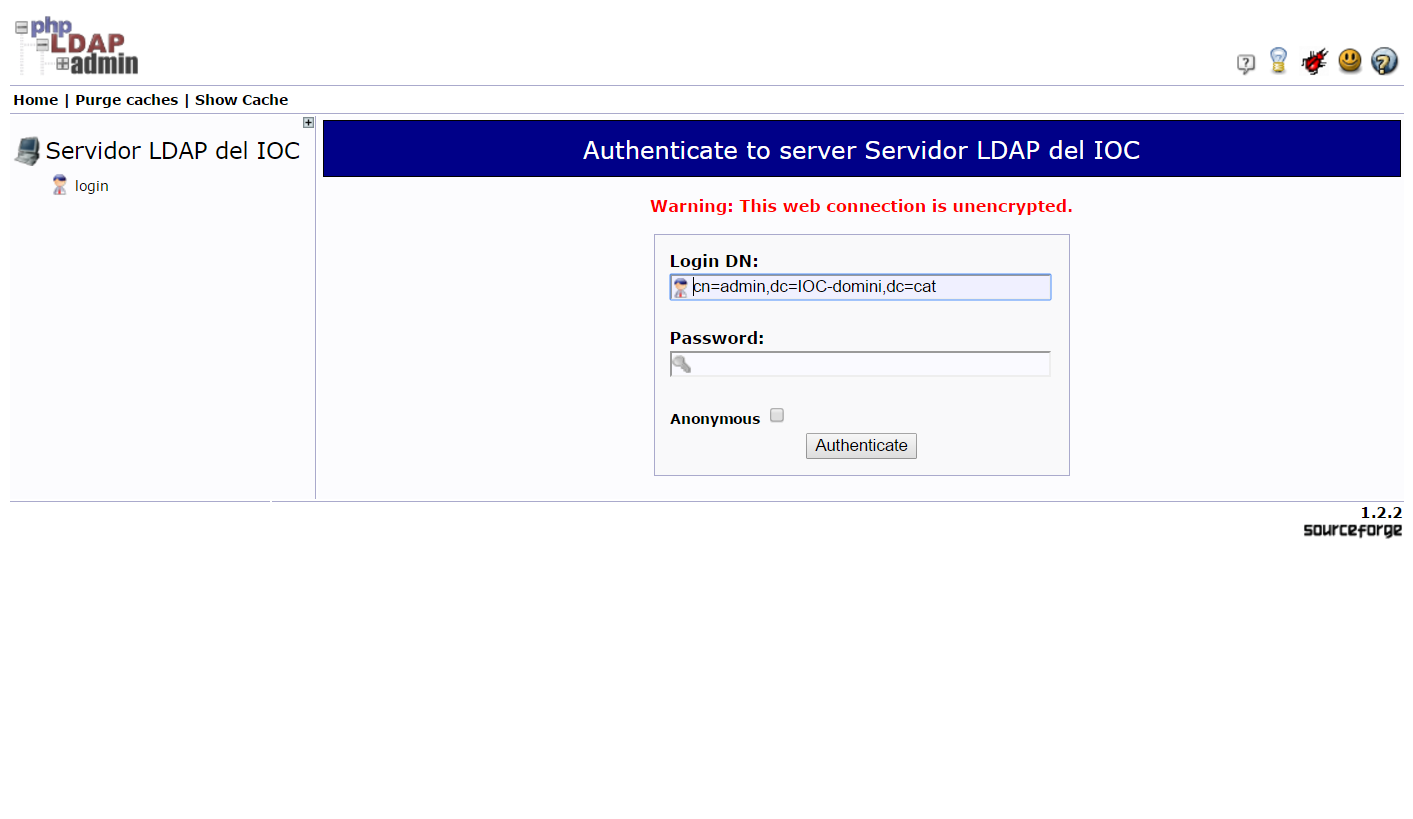 php
LDAP
admin
Home | Purge caches | Show Cache
Servidor LDAP del IOC
login
Authenticate to server Servidor LDAP del IOC
Warning: This web connection is unencrypted.
Login DN:
cn=admin,dc=IOC-domini,dc=cat
Password:
Anonymous
Authenticate
1.2.2
sourceforge